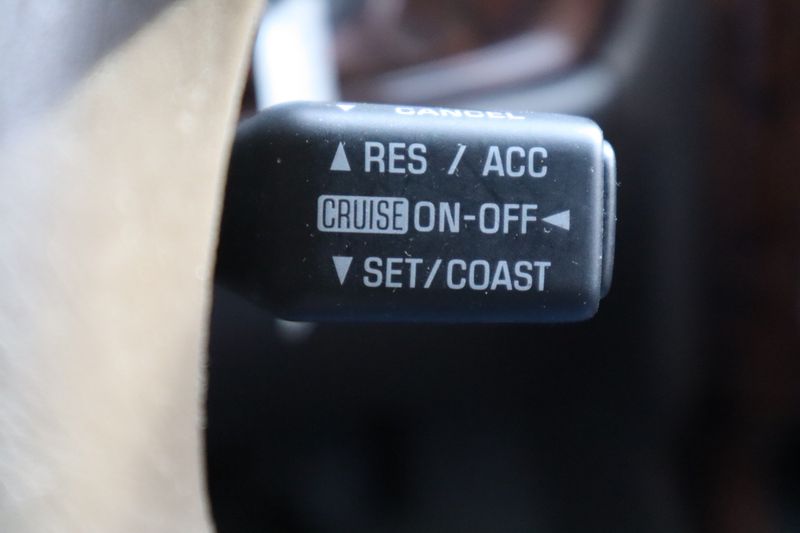 CANCEL
RES / ACC
CRUISE ON-OFF
SET/COAST